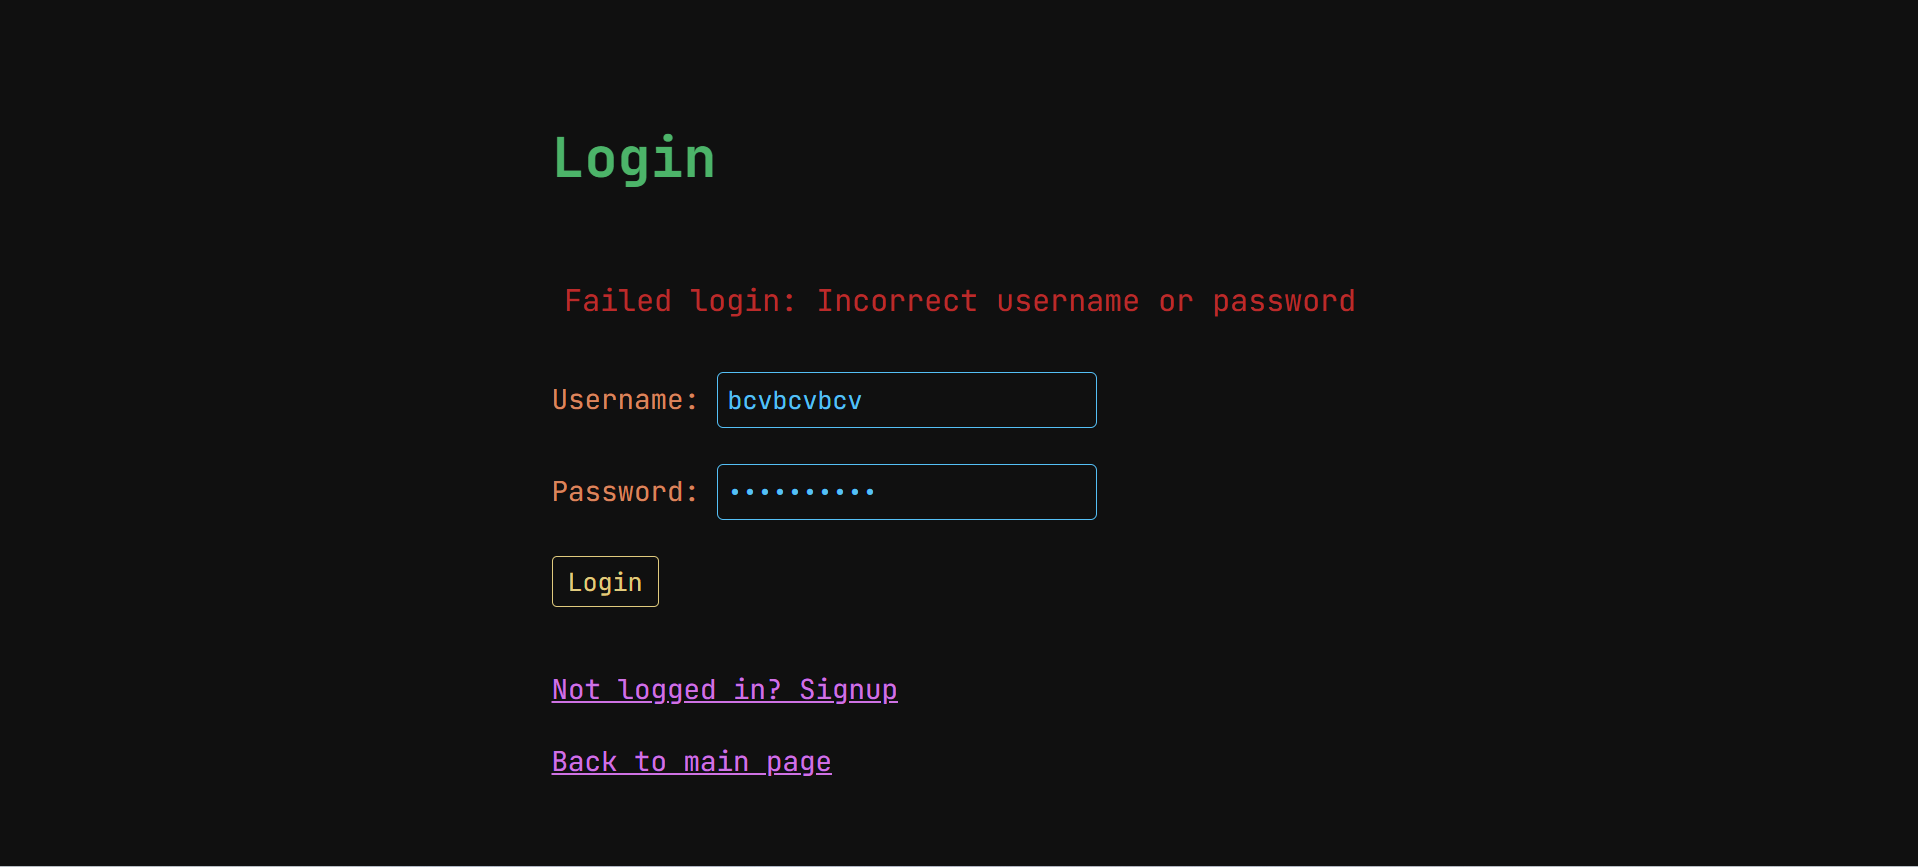 Login
Failed login: Incorrect username or password
Username: bcvbcvbcv
Password: ••••••••••
Login
Not logged in? Signup
Back to main page